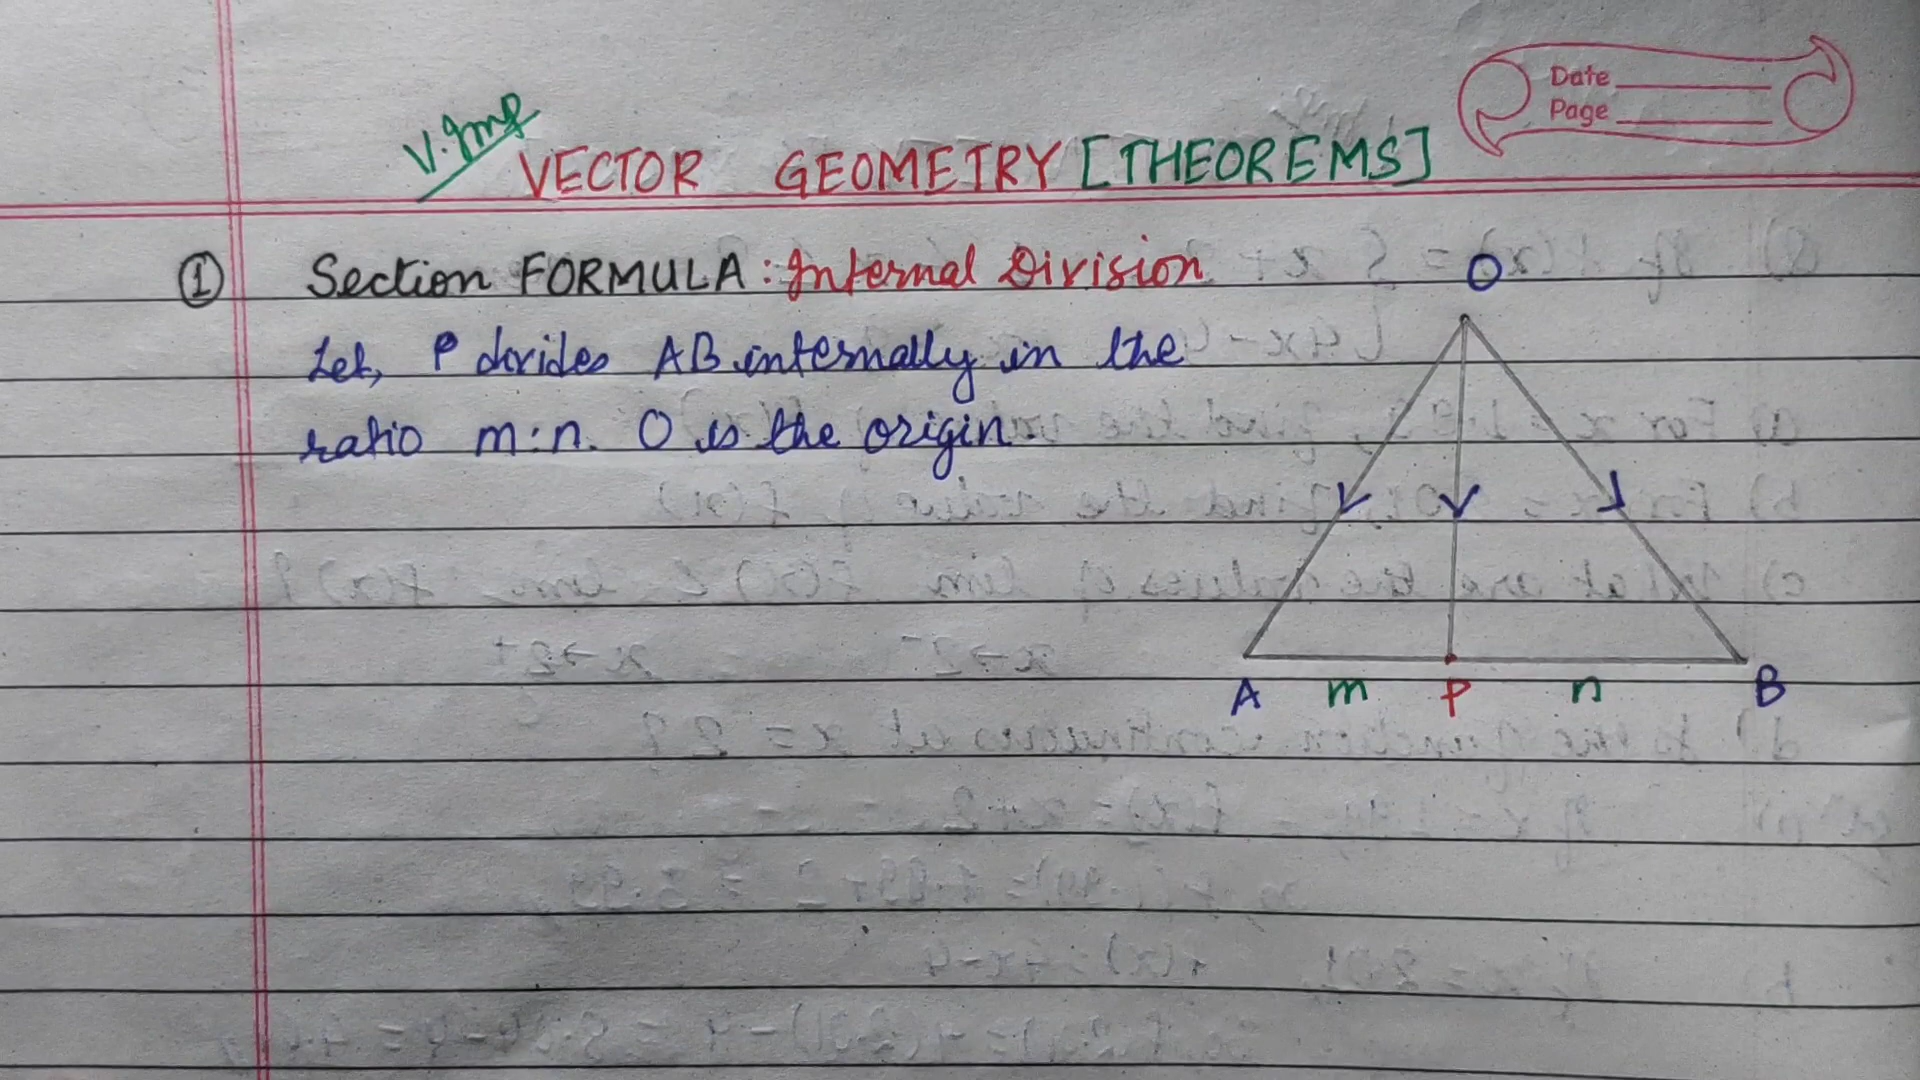 Date
Page
V. Imp
VECTOR GEOMETRY [THEOREMS]
① Section FORMULA : Internal Division
Let, P divides AB internally in the
ratio m:n. O is the origin.
O
A m P n B